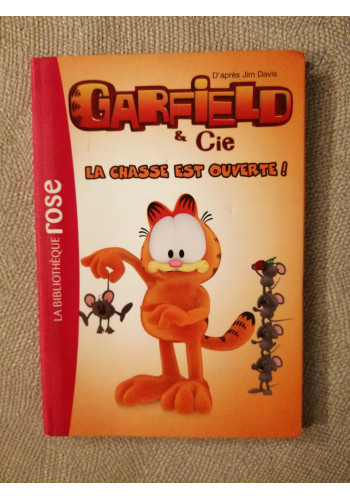 D'après Jim Davis
GARFIELD
& Cie
LA CHASSE EST OUVERTE !
LA BIBLIOTHÈQUE rose